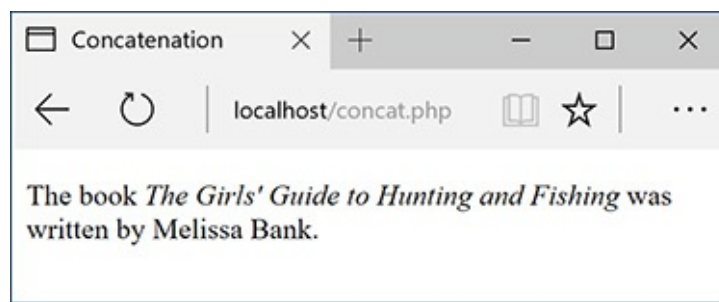 Concatenation
localhost/concat.php
The book The Girls' Guide to Hunting and Fishing was
written by Melissa Bank.